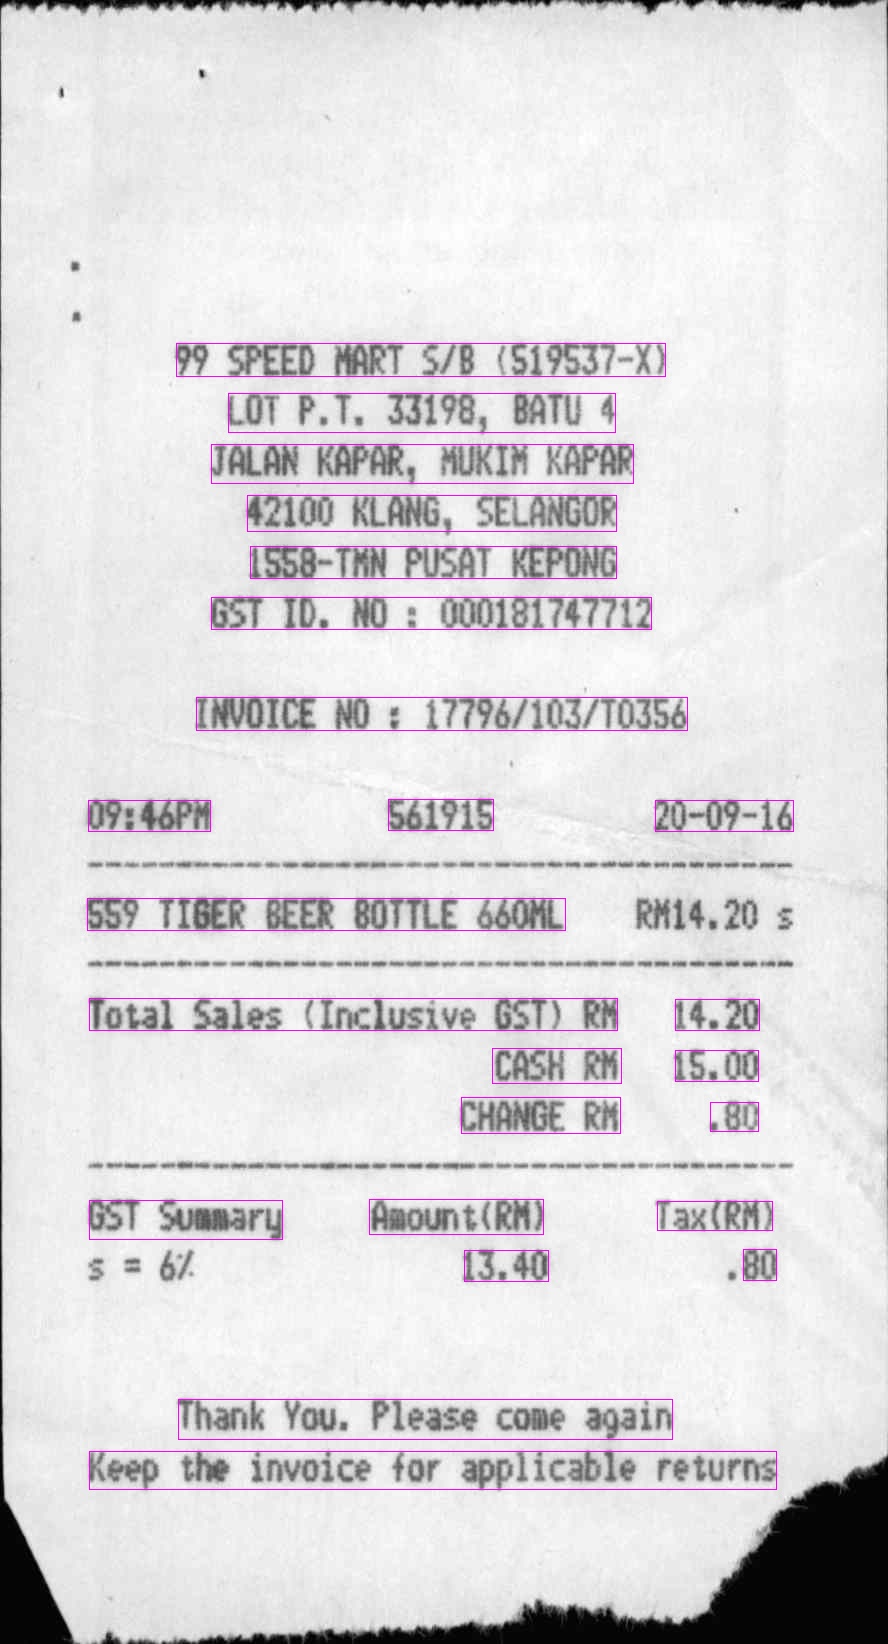 99 SPEED MART S/B (519537-X)
LOT P.T. 33198, BATU 4
JALAN KAPAR, MUKIM KAPAR
42100 KLANG, SELANGOR
1558-TMN PUSAT KEPONG
GST ID. NO : 000181747712
INVOICE NO : 17796/103/T0356
09:46PM 561915 20-09-16
559 TIGER BEER BOTTLE 660ML RM14.20 s
Total Sales (Inclusive GST) RM 14.20
CASH RM 15.00
CHANGE RM .80
GST Summary Amount(RM) Tax(RM)
s = 6% 13.40 .80
Thank You. Please come again
Keep the invoice for applicable returns